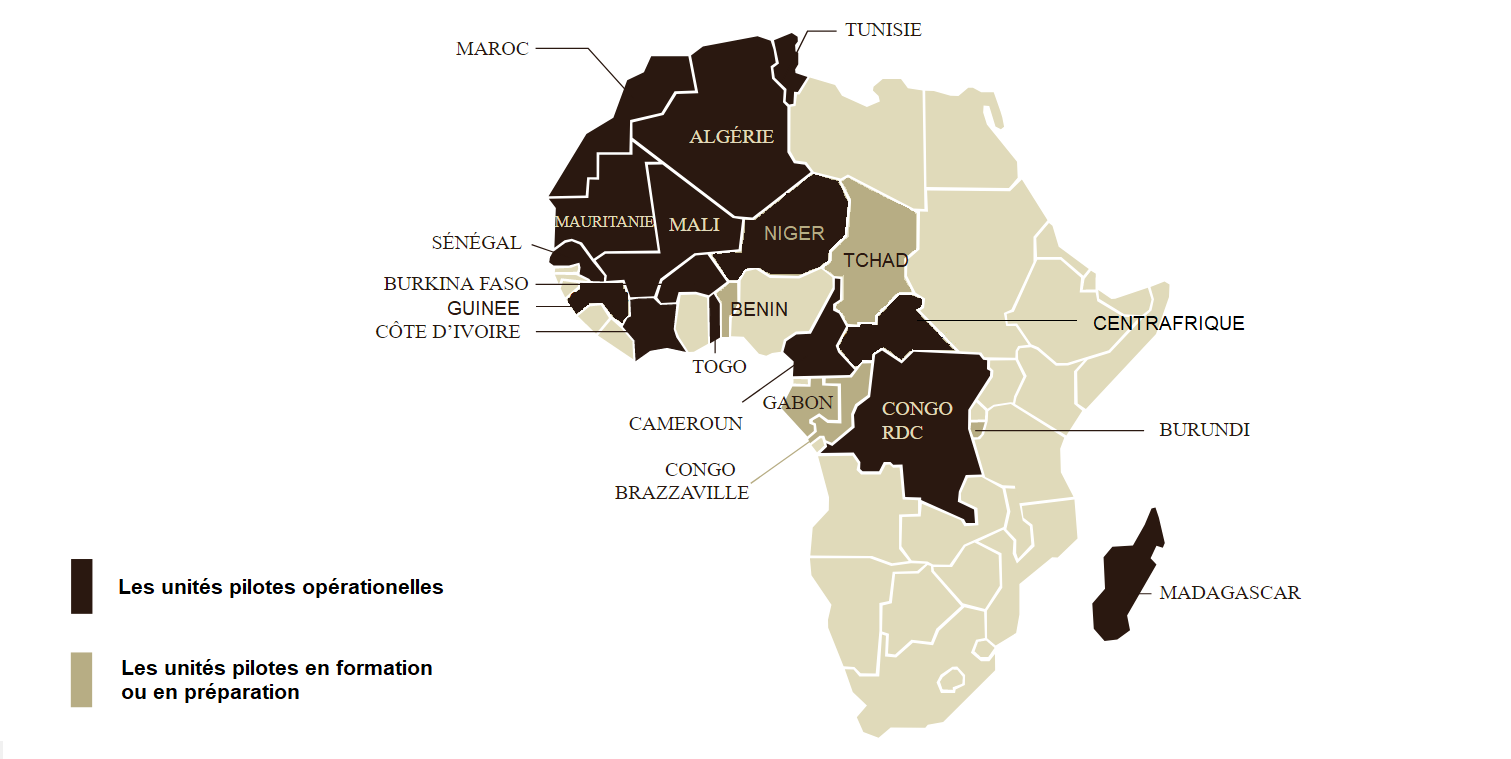 TUNISIE
MAROC
ALGÉRIE
MAURITANIE
MALI
NIGER
SÉNÉGAL
TCHAD
BURKINA FASO
GUINEE
BENIN
CENTRAFRIQUE
CÔTE D'IVOIRE
TOGO
GABON
CONGO
RDC
CAMEROUN
BURUNDI
CONGO
BRAZZAVILLE
MADAGASCAR
Les unités pilotes opérationelles
Les unités pilotes en formation
ou en préparation